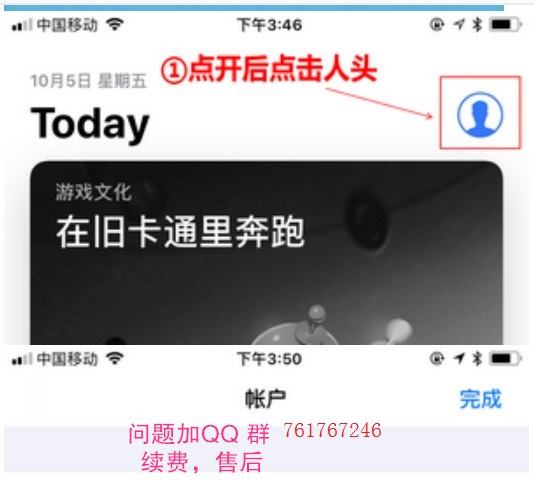 中国移动 下午3:46
10月5日 星期五
①点开后点击人头
Today
游戏文化
在旧卡通里奔跑
中国移动 下午3:50
帐户 完成
问题加QQ 群 761767246
续费，售后